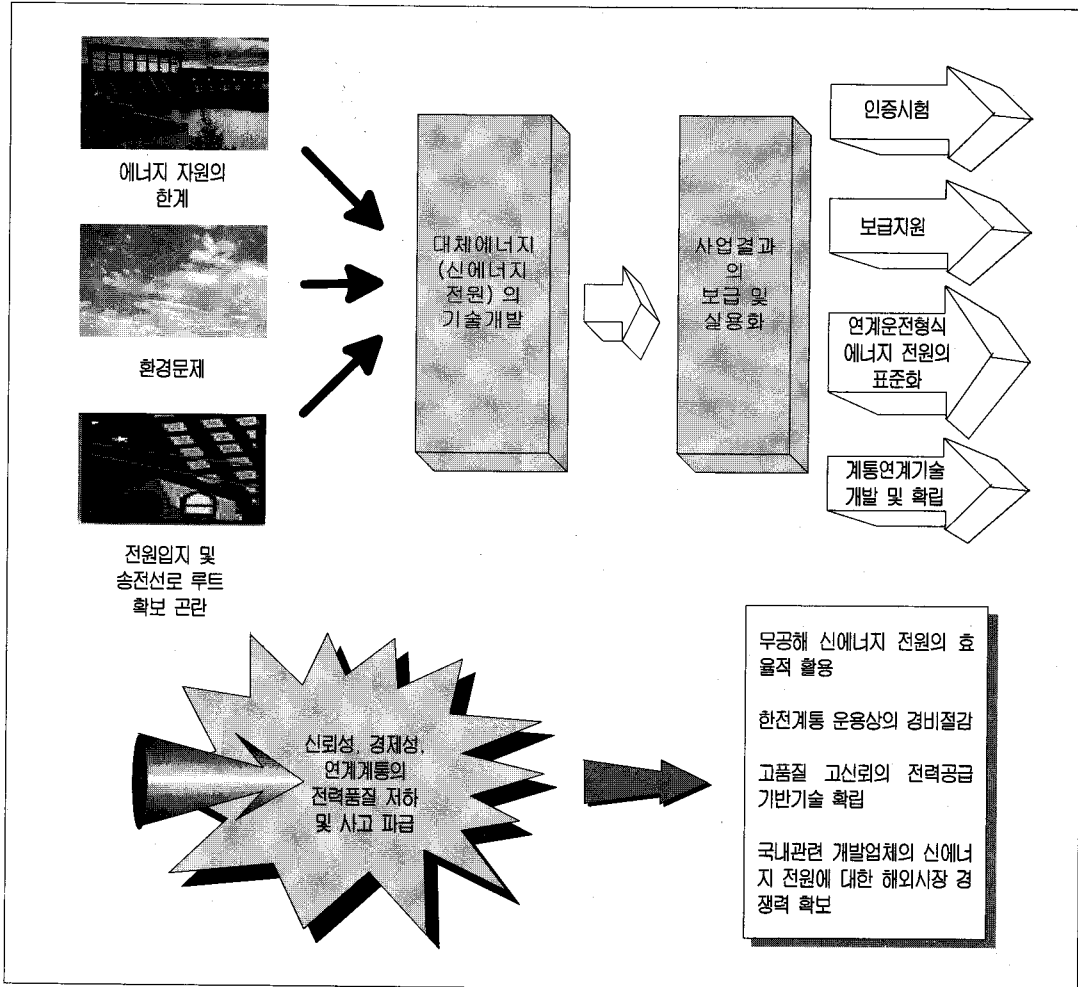 에너지 자원의
한계
환경문제
전원입지 및
송전선로 루트
확보 곤란
대체에너지
(신에너지
전원)의
기술개발
사업결과
의
보급 및
실용화
인증시험
보급지원
연계운전형식
에너지 전원의
표준화
계통연계기술
개발 및 확립
신뢰성, 경제성,
연계계통의
전력품질 저하
및 사고 파급
무공해 신에너지 전원의 효
율적 활용
한전계통 운용상의 경비절감
고품질 고신뢰의 전력공급
기반기술 확립
국내관련 개발업체의 신에너
지 전원에 대한 해외시장 경
쟁력 확보